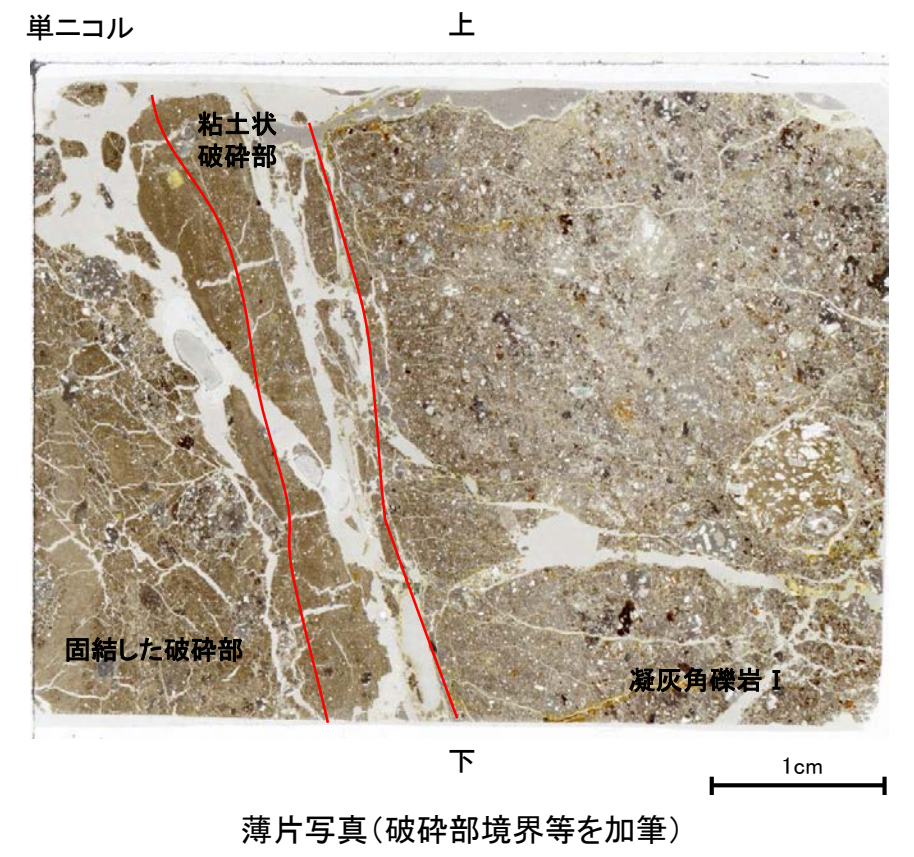 単ニコル
上
粘土状
破砕部
固結した破砕部
凝灰角礫岩Ⅰ
下
1cm
薄片写真(破砕部境界等を加筆)